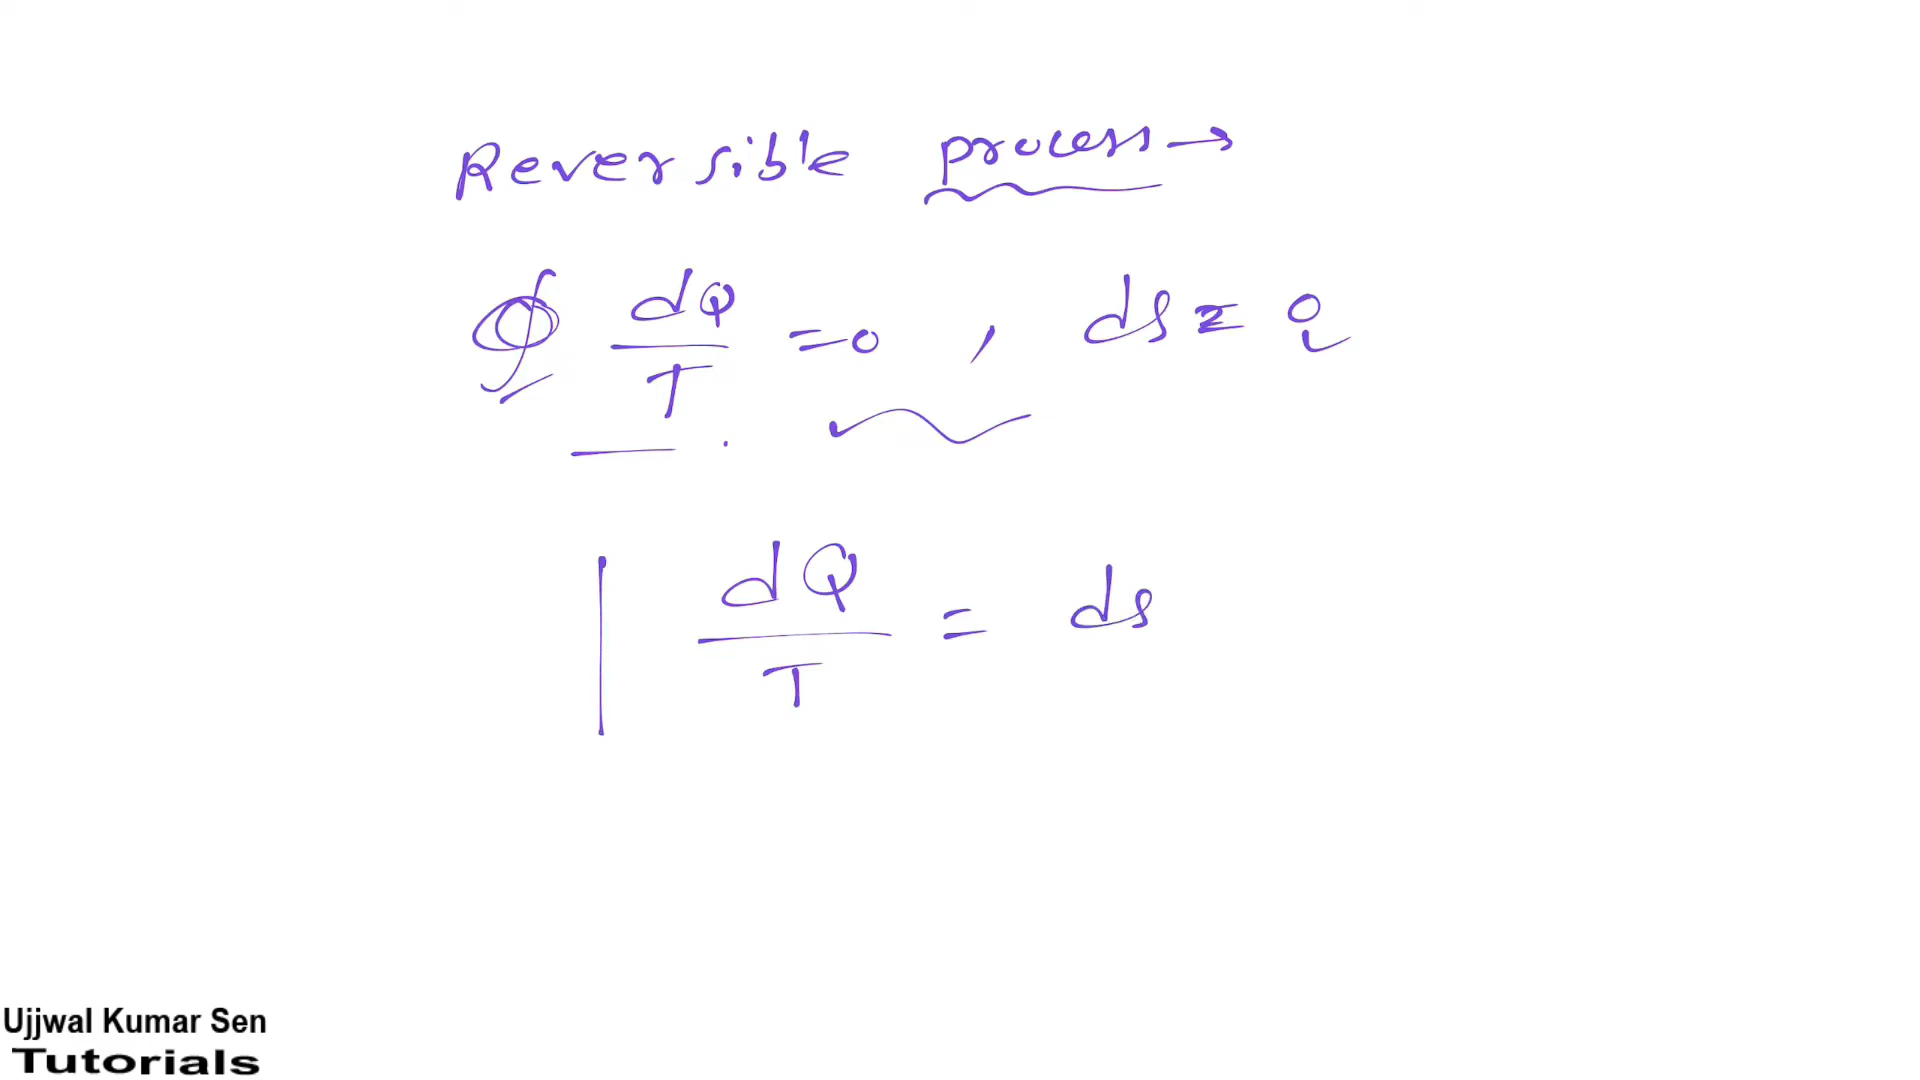 Reversible process →
∮ dQ/T = 0 , ds = 0
dQ/T = ds
Ujjwal Kumar Sen
Tutorials